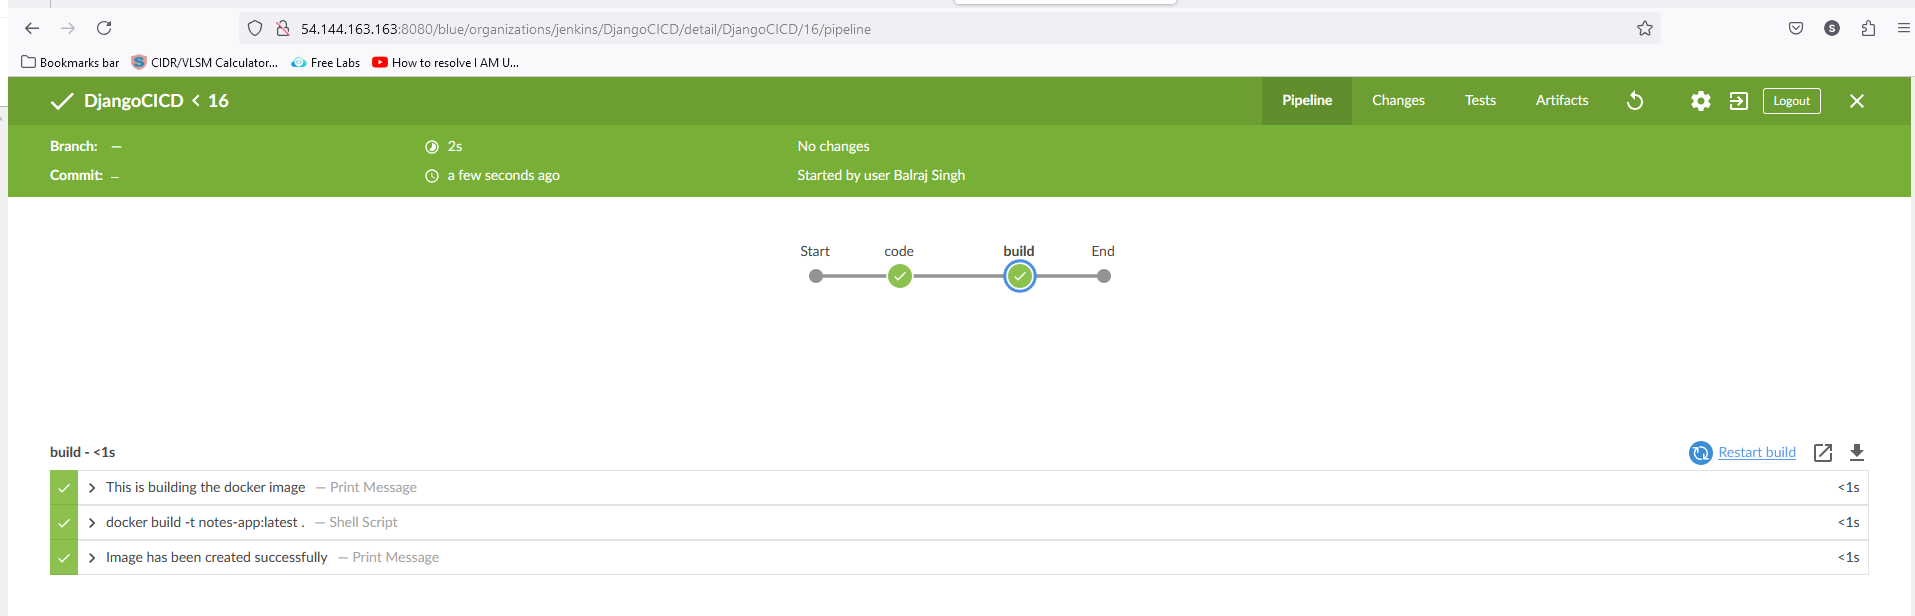 54.144.163.163:8080/blue/organizations/jenkins/DjangoCICD/detail/DjangoCICD/16/pipeline
S
Bookmarks bar CIDR/VLSM Calculator... Free Labs How to resolve I AM U...
DjangoCICD < 16 Pipeline Changes Tests Artifacts Logout
Branch: — 2s No changes
Commit: – a few seconds ago Started by user Balraj Singh
Start code build End
build - <1s Restart build
This is building the docker image — Print Message <1s
docker build -t notes-app:latest . — Shell Script <1s
Image has been created successfully — Print Message <1s